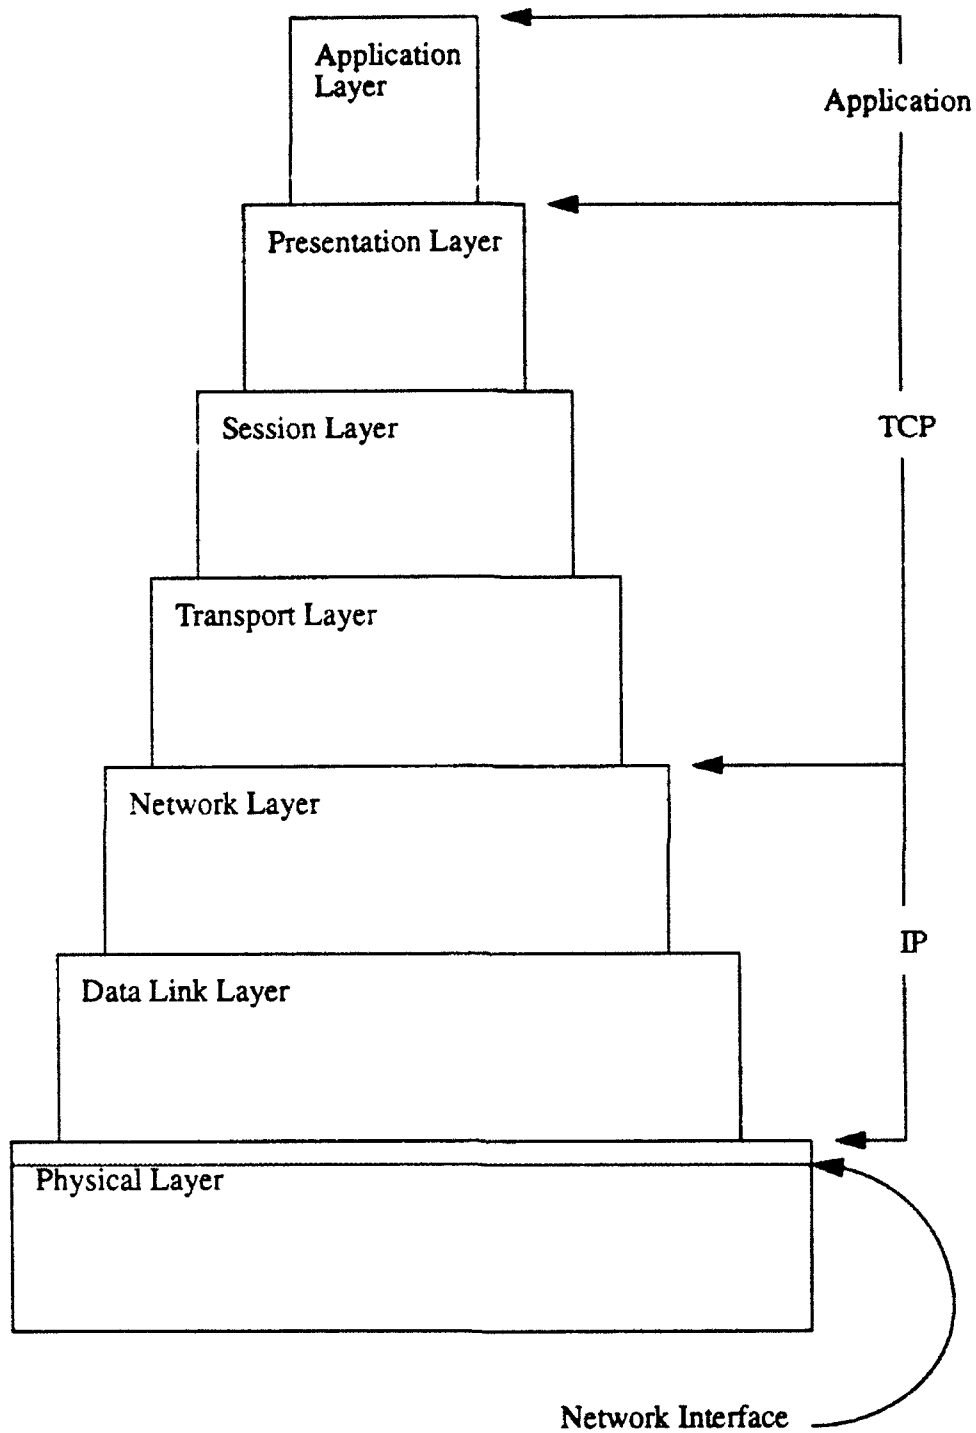 Application
Layer
Application
Presentation Layer
Session Layer
TCP
Transport Layer
Network Layer
IP
Data Link Layer
Physical Layer
Network Interface